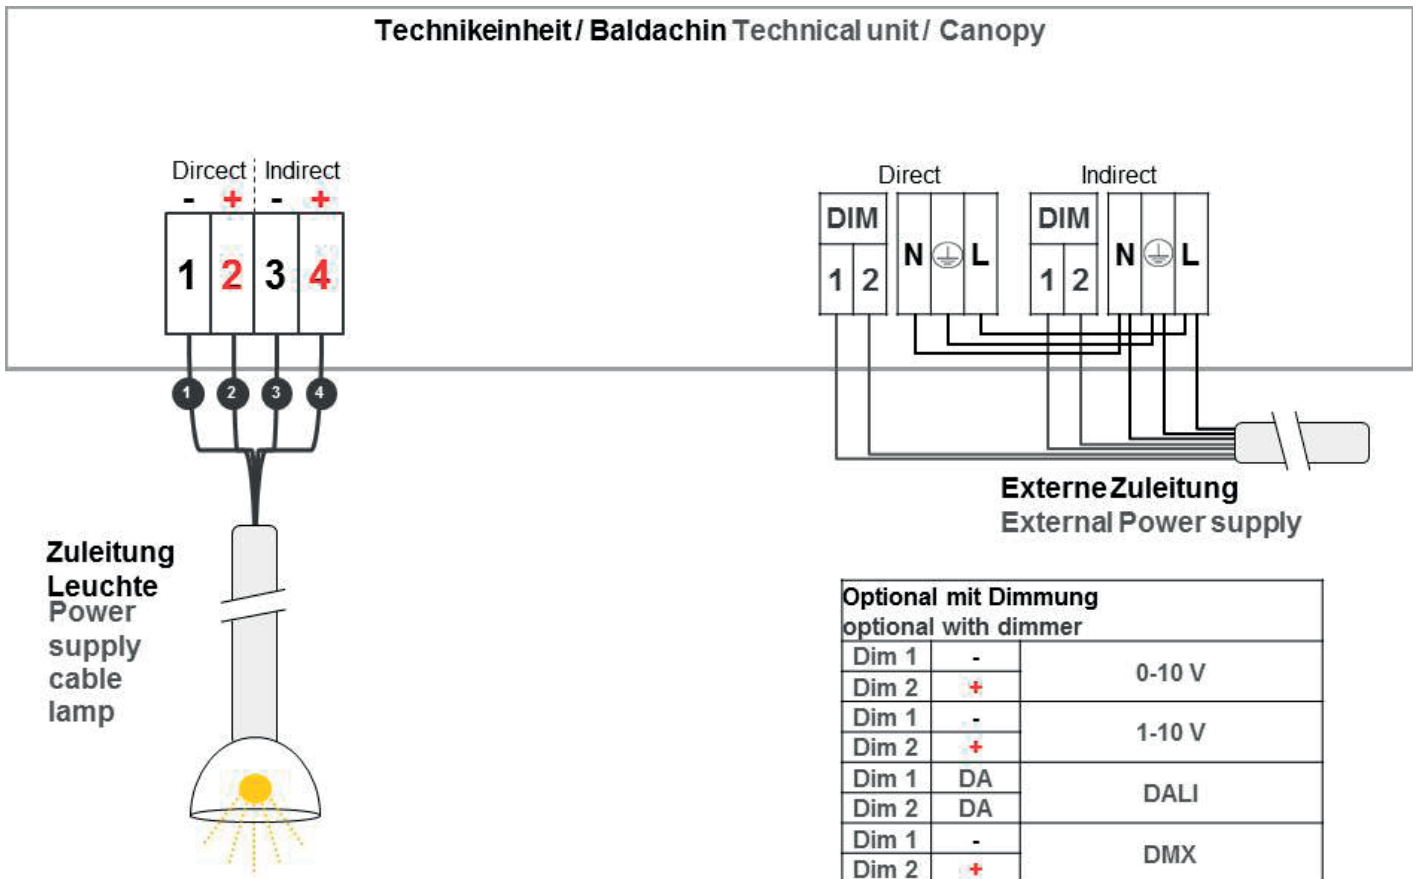 Technikeinheit / Baldachin Technical unit / Canopy
Dircect Indirect
- + - +
1 2 3 4
1 2 3 4
Direct Indirect
DIM N L DIM N L
1 2 1 2
Externe Zuleitung
External Power supply
Zuleitung
Leuchte
Power
supply
cable
lamp
Optional mit Dimmung
optional with dimmer
Dim 1 - 0-10 V
Dim 2 +
Dim 1 - 1-10 V
Dim 2 +
Dim 1 DA DALI
Dim 2 DA
Dim 1 - DMX
Dim 2 +